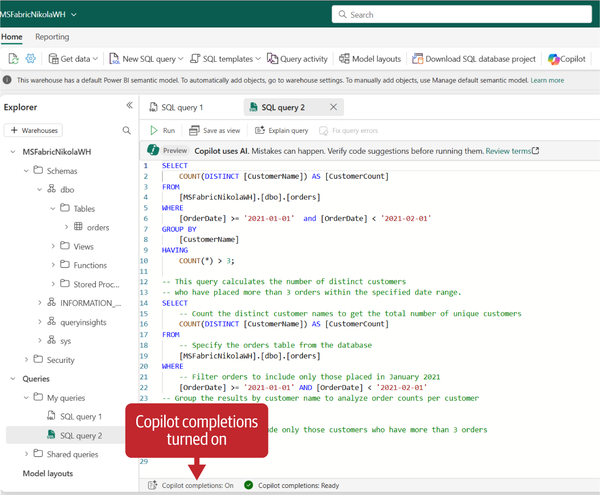 MSFabricNikolaWH
Search
Home
Reporting
Get data
New SQL query
SQL templates
Query activity
Model layouts
Download SQL database project
Copilot
This warehouse has a default Power BI semantic model. To automatically add objects, go to warehouse settings. To manually add objects, use Manage default semantic model. Learn more
Explorer
+ Warehouses
MSFabricNikolaWH
Schemas
dbo
Tables
orders
Views
Functions
Stored Proc...
INFORMATION_...
queryinsights
sys
Security
Queries
My queries
SQL query 1
SQL query 2
Shared queries
Model layouts
SQL query 1
SQL query 2
Run
Save as view
Explain query
Fix query errors
Preview
Copilot uses AI. Mistakes can happen. Verify code suggestions before running them. Review terms
1 SELECT
2 COUNT(DISTINCT [CustomerName]) AS [CustomerCount]
3 FROM
4 [MSFabricNikolaWH].[dbo].[orders]
5 WHERE
6 [OrderDate] >= '2021-01-01' and [OrderDate] < '2021-02-01'
7 GROUP BY
8 [CustomerName]
9 HAVING
10 COUNT(*) > 3;
11
12 -- This query calculates the number of distinct customers
13 -- who have placed more than 3 orders within the specified date range.
14 SELECT
15 -- Count the distinct customer names to get the total number of unique customers
16 COUNT(DISTINCT [CustomerName]) AS [CustomerCount]
17 FROM
18 -- Specify the orders table from the database
19 [MSFabricNikolaWH].[dbo].[orders]
20 WHERE
21 -- Filter orders to include only those placed in January 2021
22 [OrderDate] >= '2021-01-01' AND [OrderDate] < '2021-02-01'
23 -- Group the results by customer name to analyze order counts per customer
only those customers who have more than 3 orders
29
Copilot completions
turned on
Copilot completions: On
Copilot completions: Ready